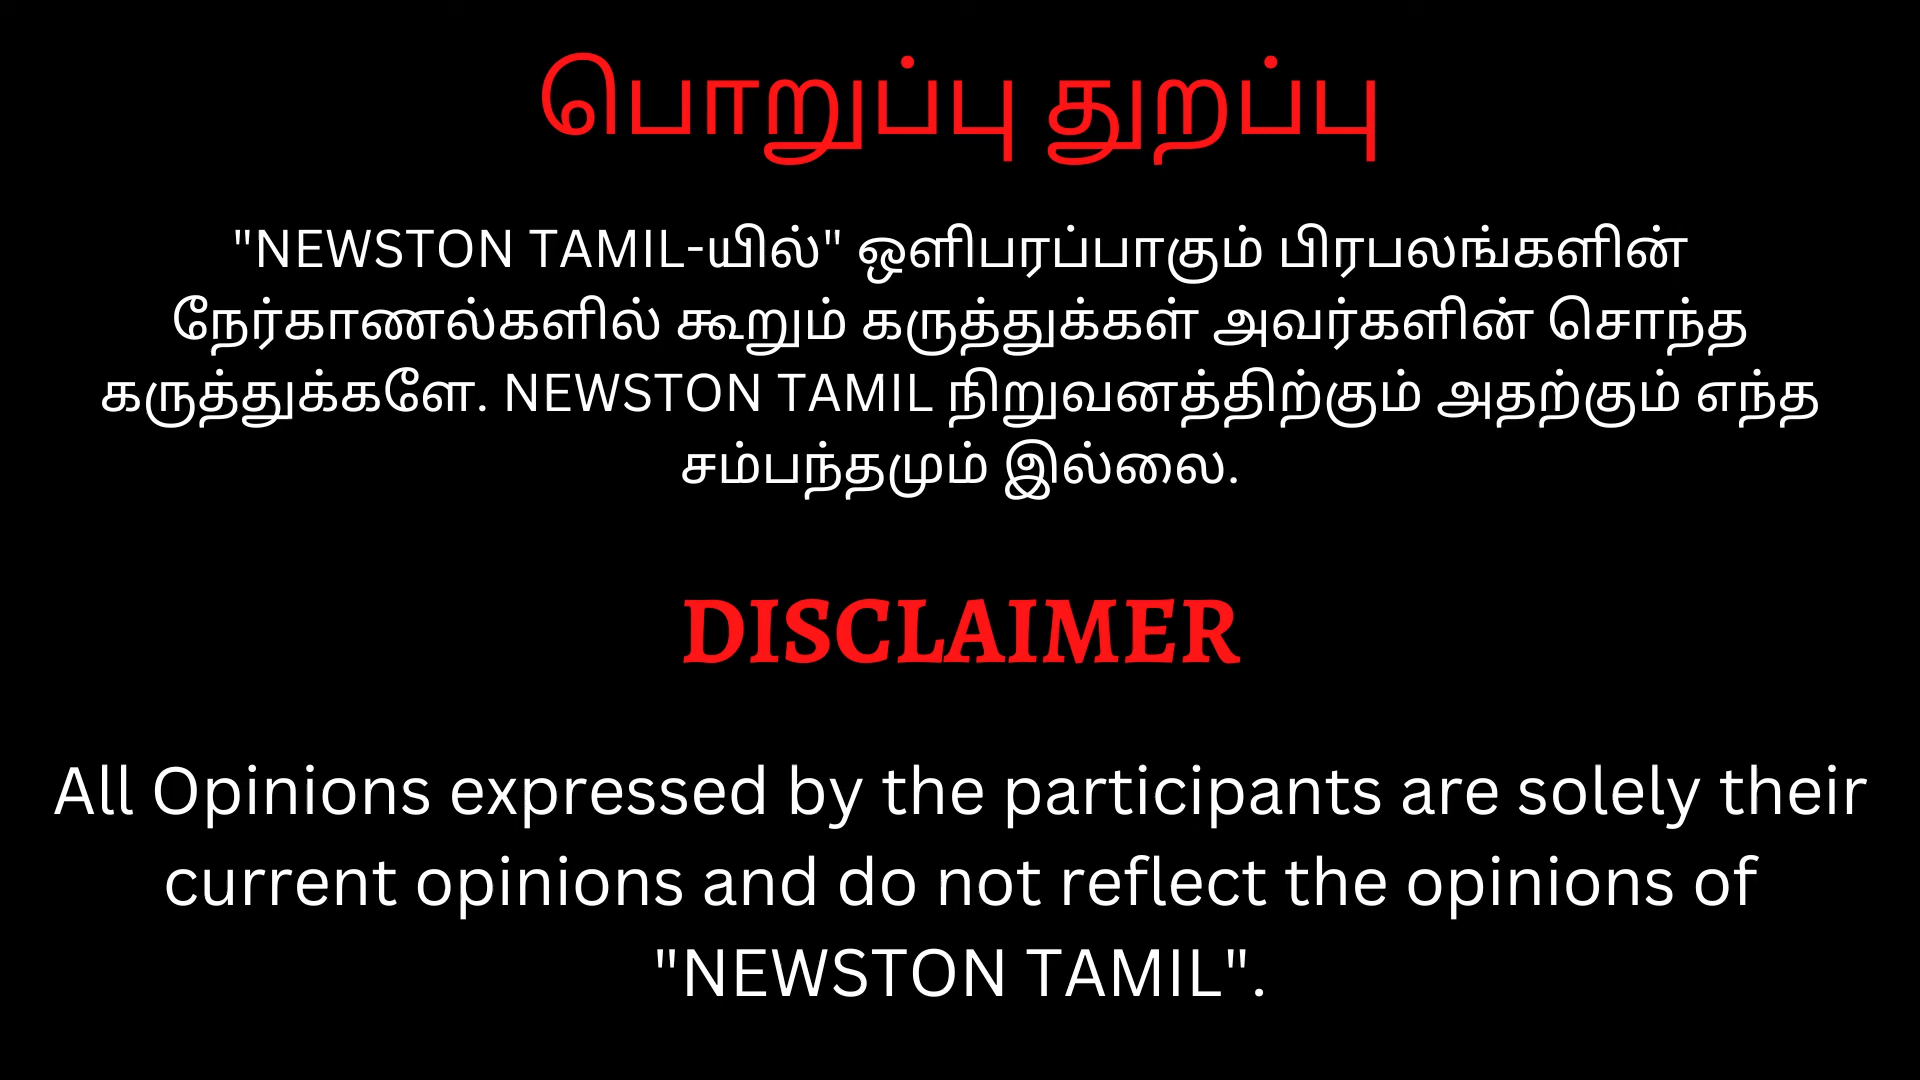 பொறுப்பு துறப்பு
"NEWSTON TAMIL-யில்" ஒளிபரப்பாகும் பிரபலங்களின்
நேர்காணல்களில் கூறும் கருத்துக்கள் அவர்களின் சொந்த
கருத்துக்களே. NEWSTON TAMIL நிறுவனத்திற்கும் அதற்கும் எந்த
சம்பந்தமும் இல்லை.
DISCLAIMER
All Opinions expressed by the participants are solely their
current opinions and do not reflect the opinions of
"NEWSTON TAMIL".